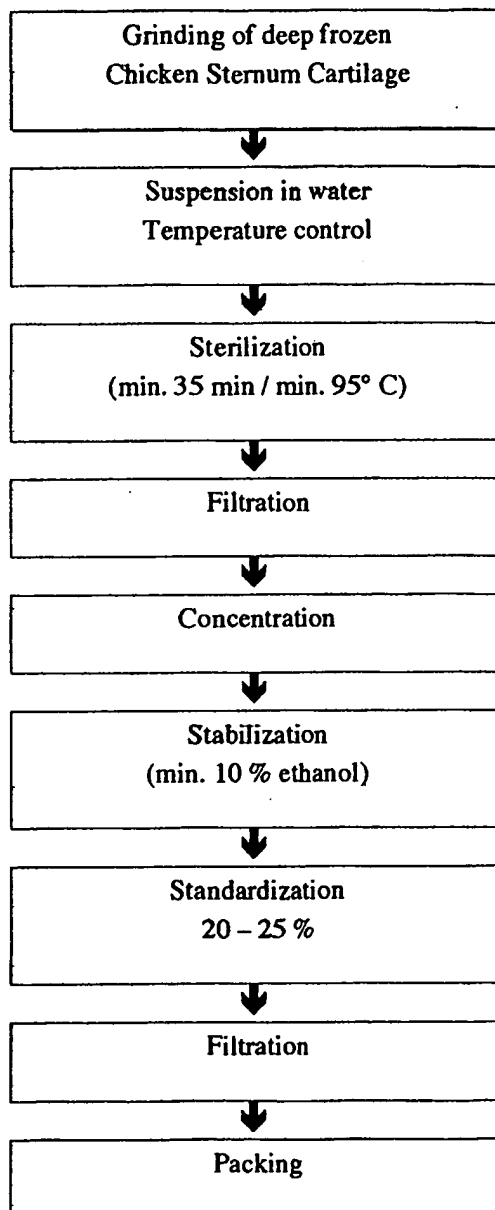 Grinding of deep frozen
Chicken Sternum Cartilage
Suspension in water
Temperature control
Sterilization
(min. 35 min / min. 95° C)
Filtration
Concentration
Stabilization
(min. 10 % ethanol)
Standardization
20 – 25 %
Filtration
Packing